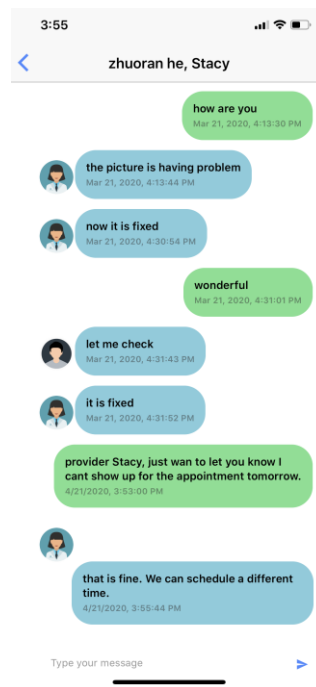 3:55
zhuoran he, Stacy
how are you
Mar 21, 2020, 4:13:30 PM
the picture is having problem
Mar 21, 2020, 4:13:44 PM
now it is fixed
Mar 21, 2020, 4:30:54 PM
wonderful
Mar 21, 2020, 4:31:01 PM
let me check
Mar 21, 2020, 4:31:43 PM
it is fixed
Mar 21, 2020, 4:31:52 PM
provider Stacy, just wan to let you know I
cant show up for the appointment tomorrow.
4/21/2020, 3:53:00 PM
that is fine. We can schedule a different
time.
4/21/2020, 3:55:44 PM
Type your message